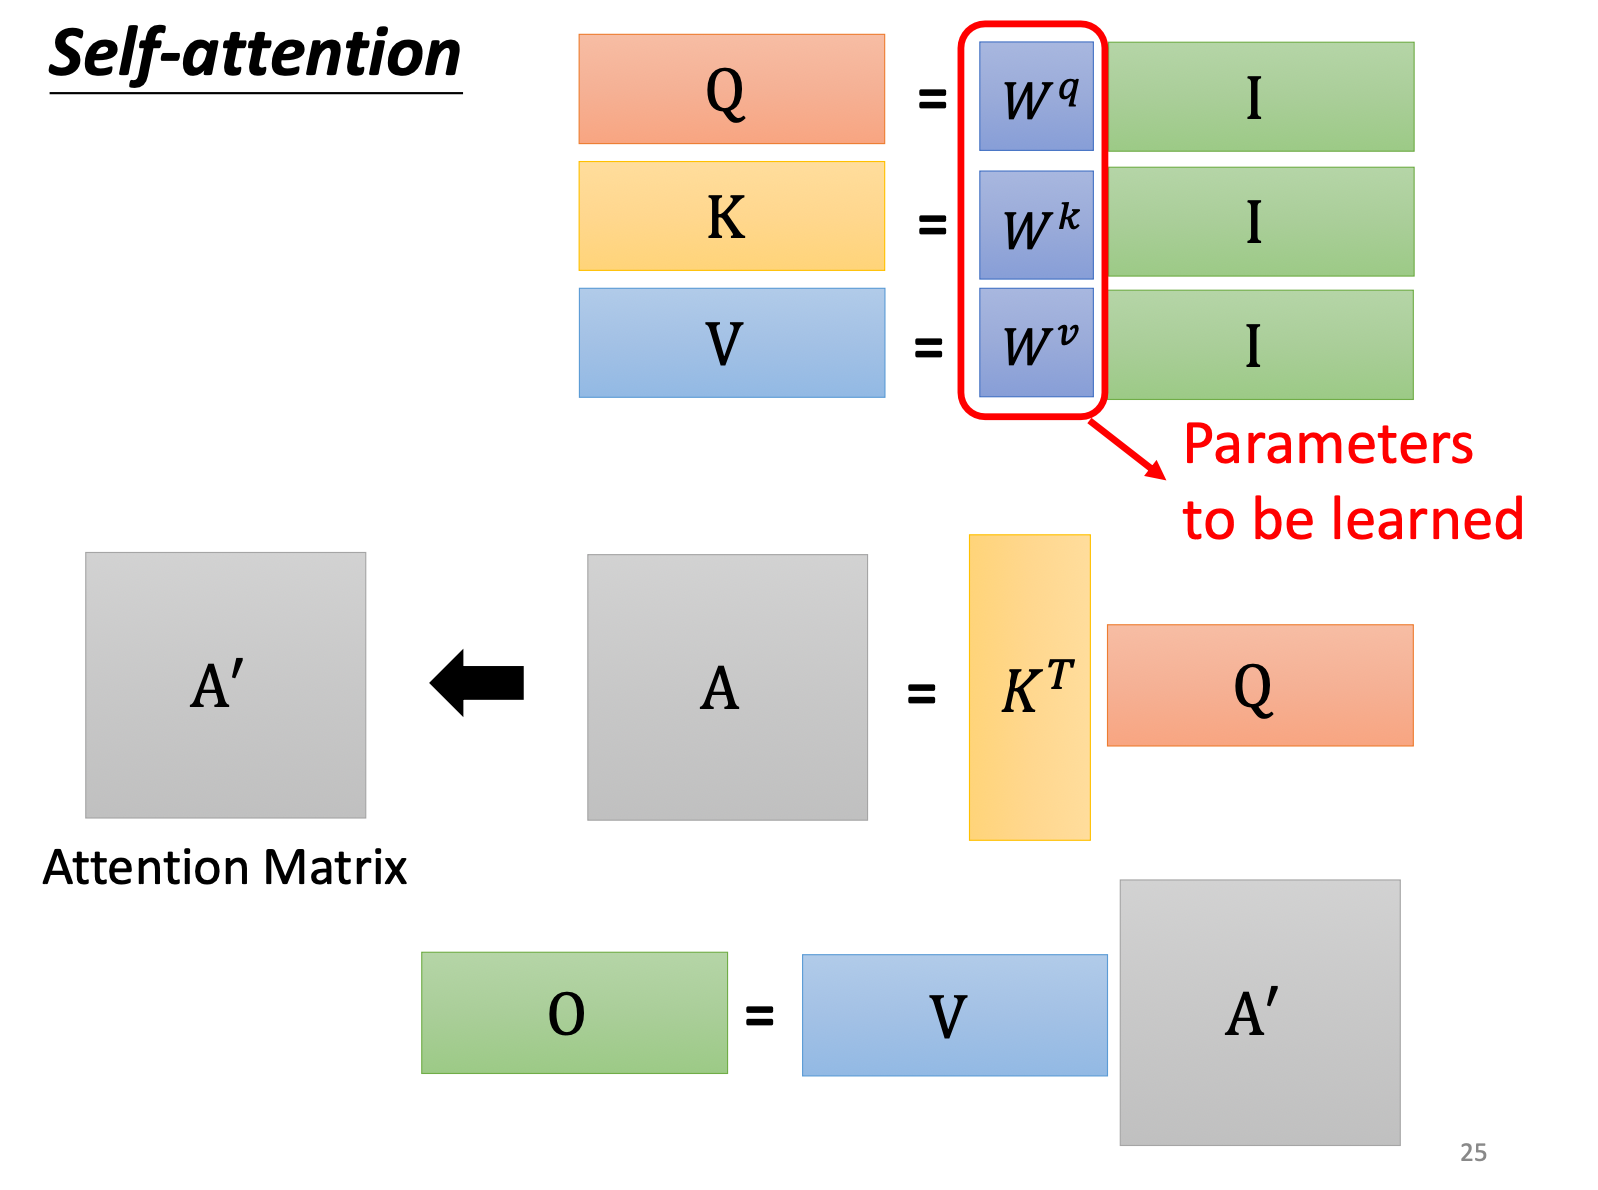 Self-attention
Q = W^q I
K = W^k I
V = W^v I
Parameters
to be learned
A′ A = K^T Q
Attention Matrix
O = V A′
25